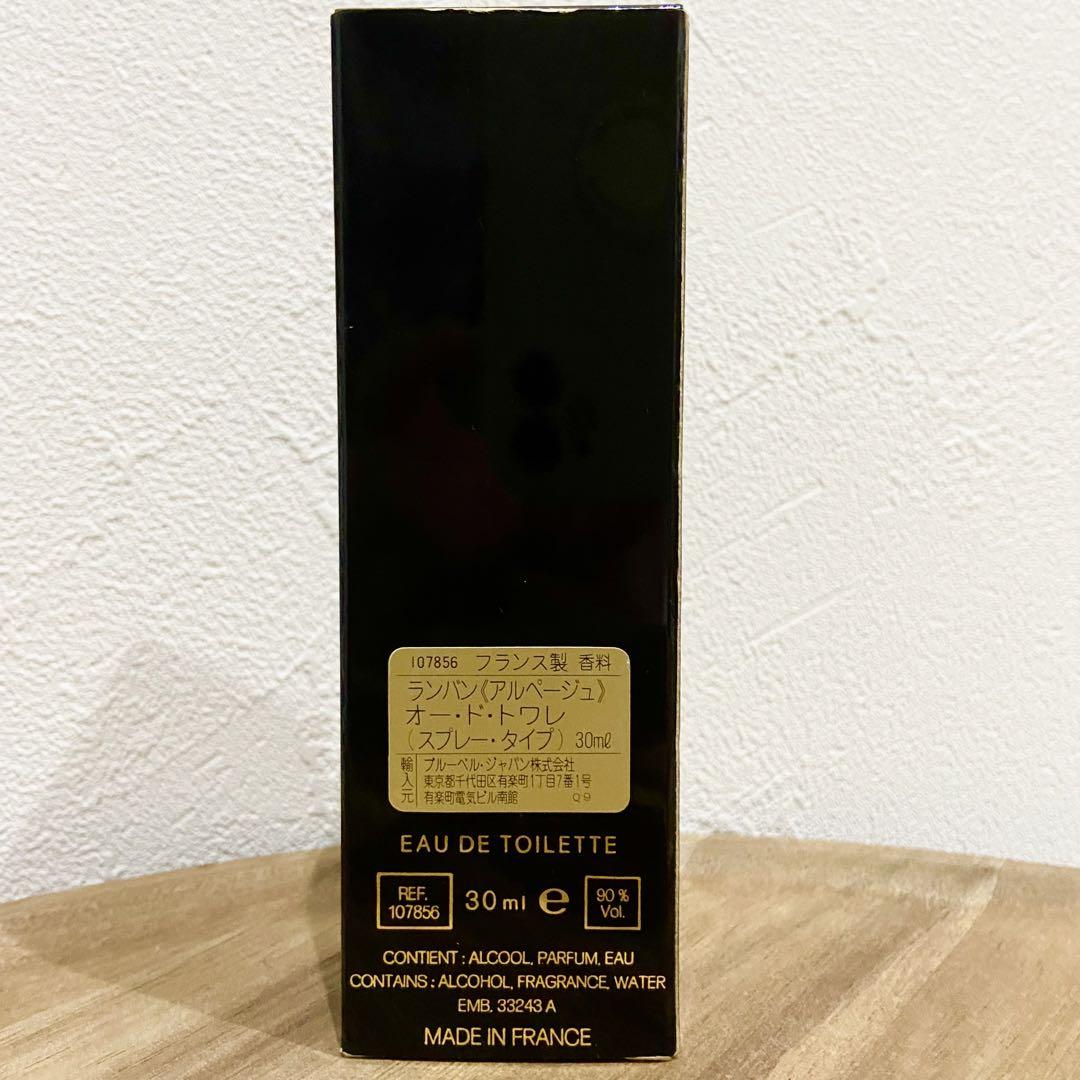 107856 フランス製 香料
ランバン《アルページュ》
オー・ド・トワレ
(スプレー・タイプ) 30mℓ
輸入元
ブルーベル・ジャパン株式会社
東京都千代田区有楽町1丁目7番1号
有楽町電気ビル南館 Q9
EAU DE TOILETTE
REF. 107856 30 ml ℮ 90 % Vol.
CONTIENT : ALCOOL, PARFUM, EAU
CONTAINS : ALCOHOL, FRAGRANCE, WATER
EMB. 33243 A
MADE IN FRANCE